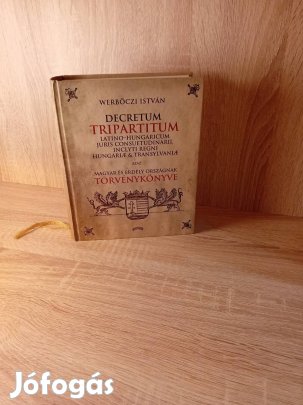 WERBŐCZI ISTVÁN
DECRETUM
TRIPARTITUM
LATINO-HUNGARICUM
JURIS CONSUETUDINARII,
INCLYTI REGNI
HUNGARIÆ & TRANSYLVANIÆ
AZAZ
MAGYAR ÉS ERDÉLY ORSZÁGNAK
TÖRVÉNYKÖNYVE
Jófogás